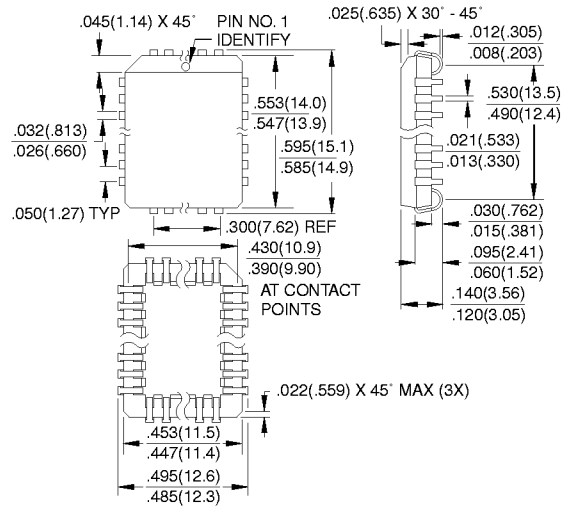 .045(1.14) X 45°
PIN NO. 1
IDENTIFY
.025(.635) X 30° - 45°
.012(.305)
.008(.203)
.553(14.0)
.547(13.9)
.530(13.5)
.490(12.4)
.032(.813)
.026(.660)
.595(15.1)
.585(14.9)
.021(.533)
.013(.330)
.050(1.27) TYP
.300(7.62) REF
.030(.762)
.015(.381)
.430(10.9)
.390(9.90)
AT CONTACT
POINTS
.095(2.41)
.060(1.52)
.140(3.56)
.120(3.05)
.022(.559) X 45° MAX (3X)
.453(11.5)
.447(11.4)
.495(12.6)
.485(12.3)